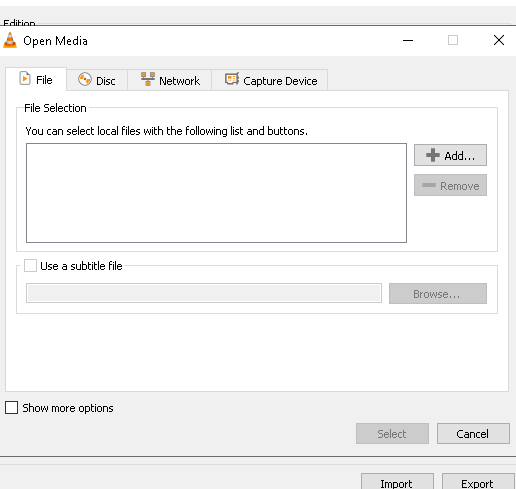 Edition
Open Media
File Disc Network Capture Device
File Selection
You can select local files with the following list and buttons.
Add...
Remove
Use a subtitle file
Browse...
Show more options
Select Cancel
Import Export